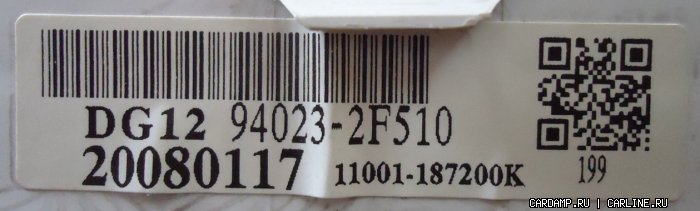 DG12 94023-2F510
20080117 11001-187200K
199
CARDAMP.RU | CARLINE.RU